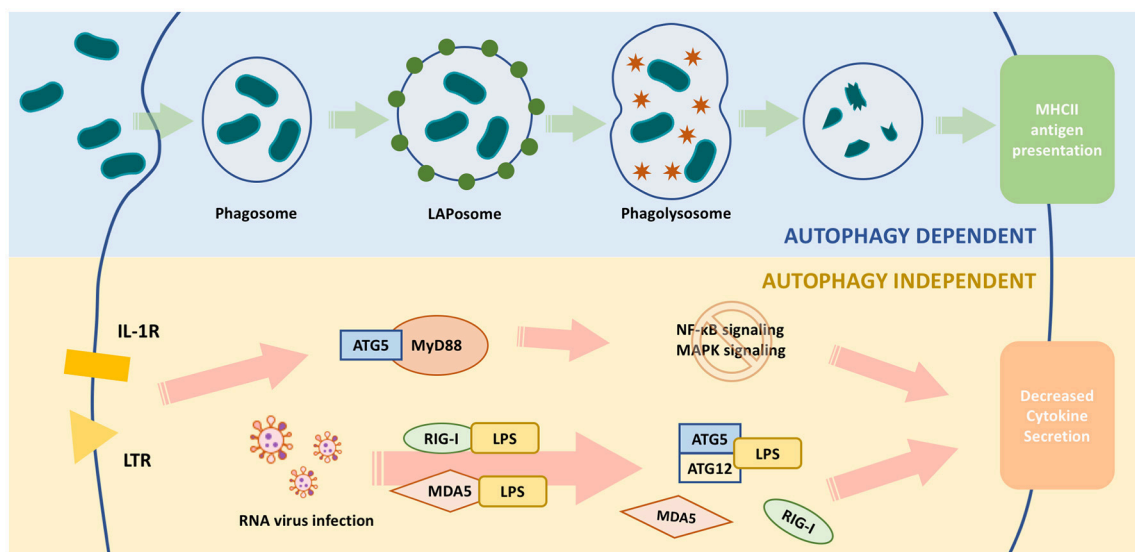 Phagosome
LAPosome
Phagolysosome
MHCII
antigen
presentation
AUTOPHAGY DEPENDENT
AUTOPHAGY INDEPENDENT
IL-1R
ATG5
MyD88
NF-κB signaling
MAPK signaling
LTR
RNA virus infection
RIG-I
LPS
MDA5
LPS
ATG5
ATG12
LPS
MDA5
RIG-I
Decreased
Cytokine
Secretion